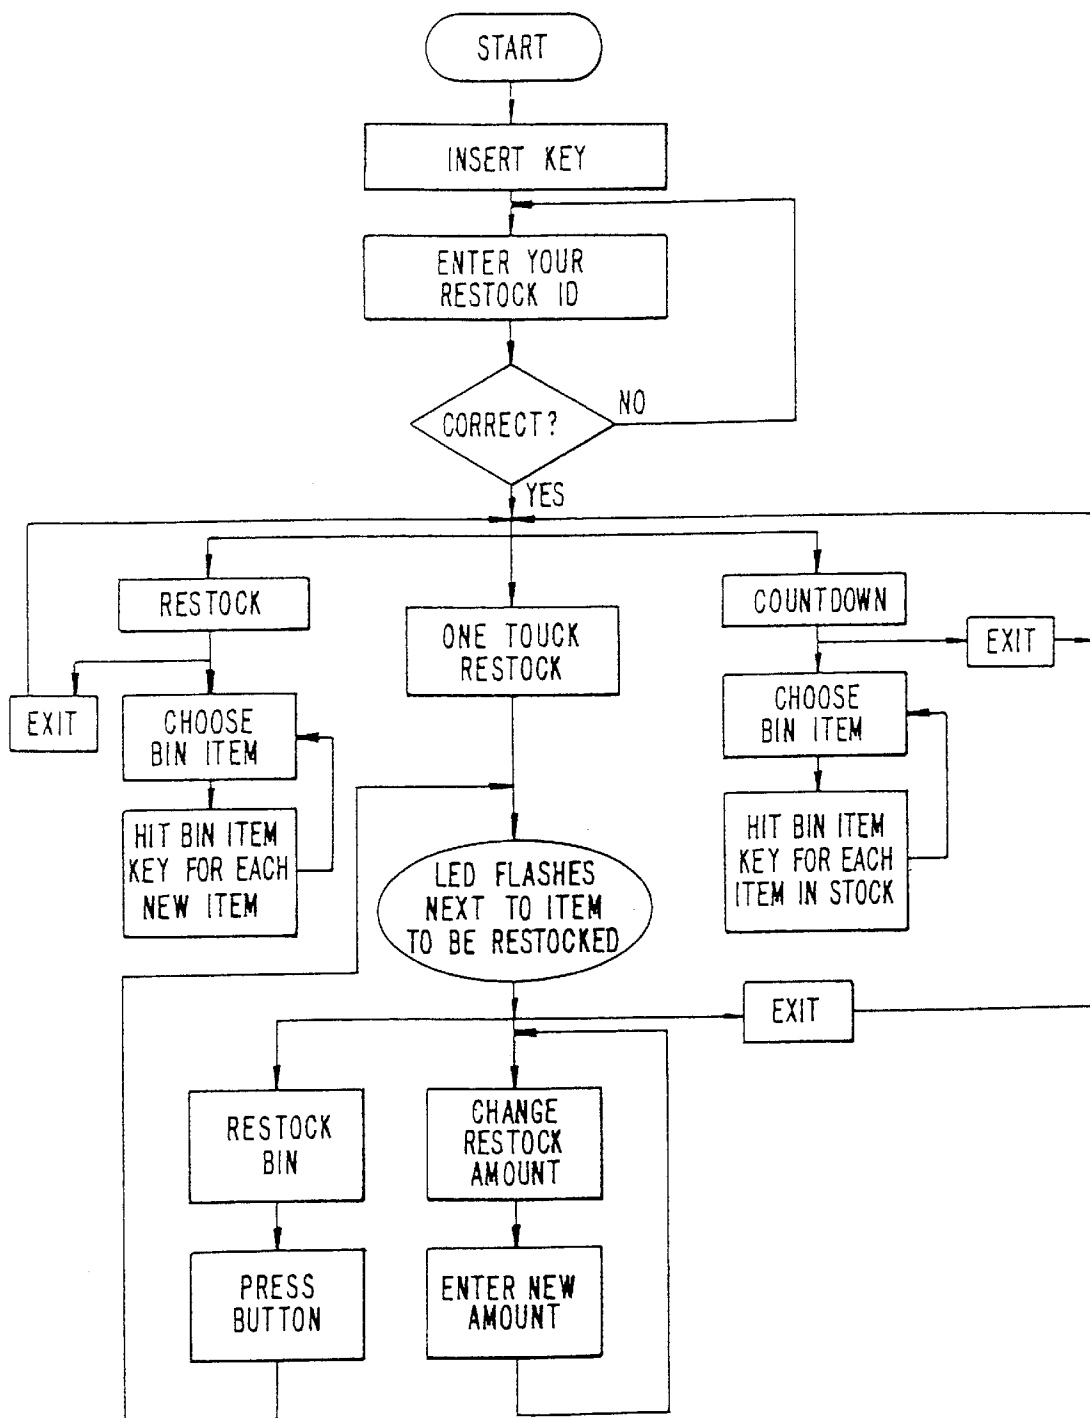 START
INSERT KEY
ENTER YOUR
RESTOCK ID
CORRECT?
NO
YES
RESTOCK
EXIT
CHOOSE
BIN ITEM
HIT BIN ITEM
KEY FOR EACH
NEW ITEM
ONE TOUCK
RESTOCK
COUNTDOWN
EXIT
CHOOSE
BIN ITEM
HIT BIN ITEM
KEY FOR EACH
ITEM IN STOCK
LED FLASHES
NEXT TO ITEM
TO BE RESTOCKED
EXIT
RESTOCK
BIN
CHANGE
RESTOCK
AMOUNT
PRESS
BUTTON
ENTER NEW
AMOUNT